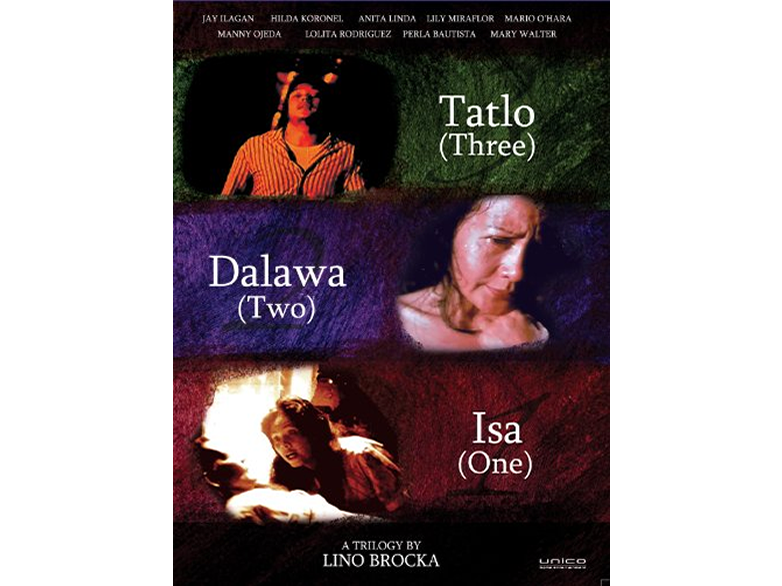 JAY ILAGAN HILDA KORONEL ANITA LINDA LILY MIRAFLOR MARIO O'HARA
MANNY OJEDA LOLITA RODRIGUEZ PERLA BAUTISTA MARY WALTER
Tatlo
(Three)
Dalawa
(Two)
Isa
(One)
A TRILOGY BY
LINO BROCKA
unico